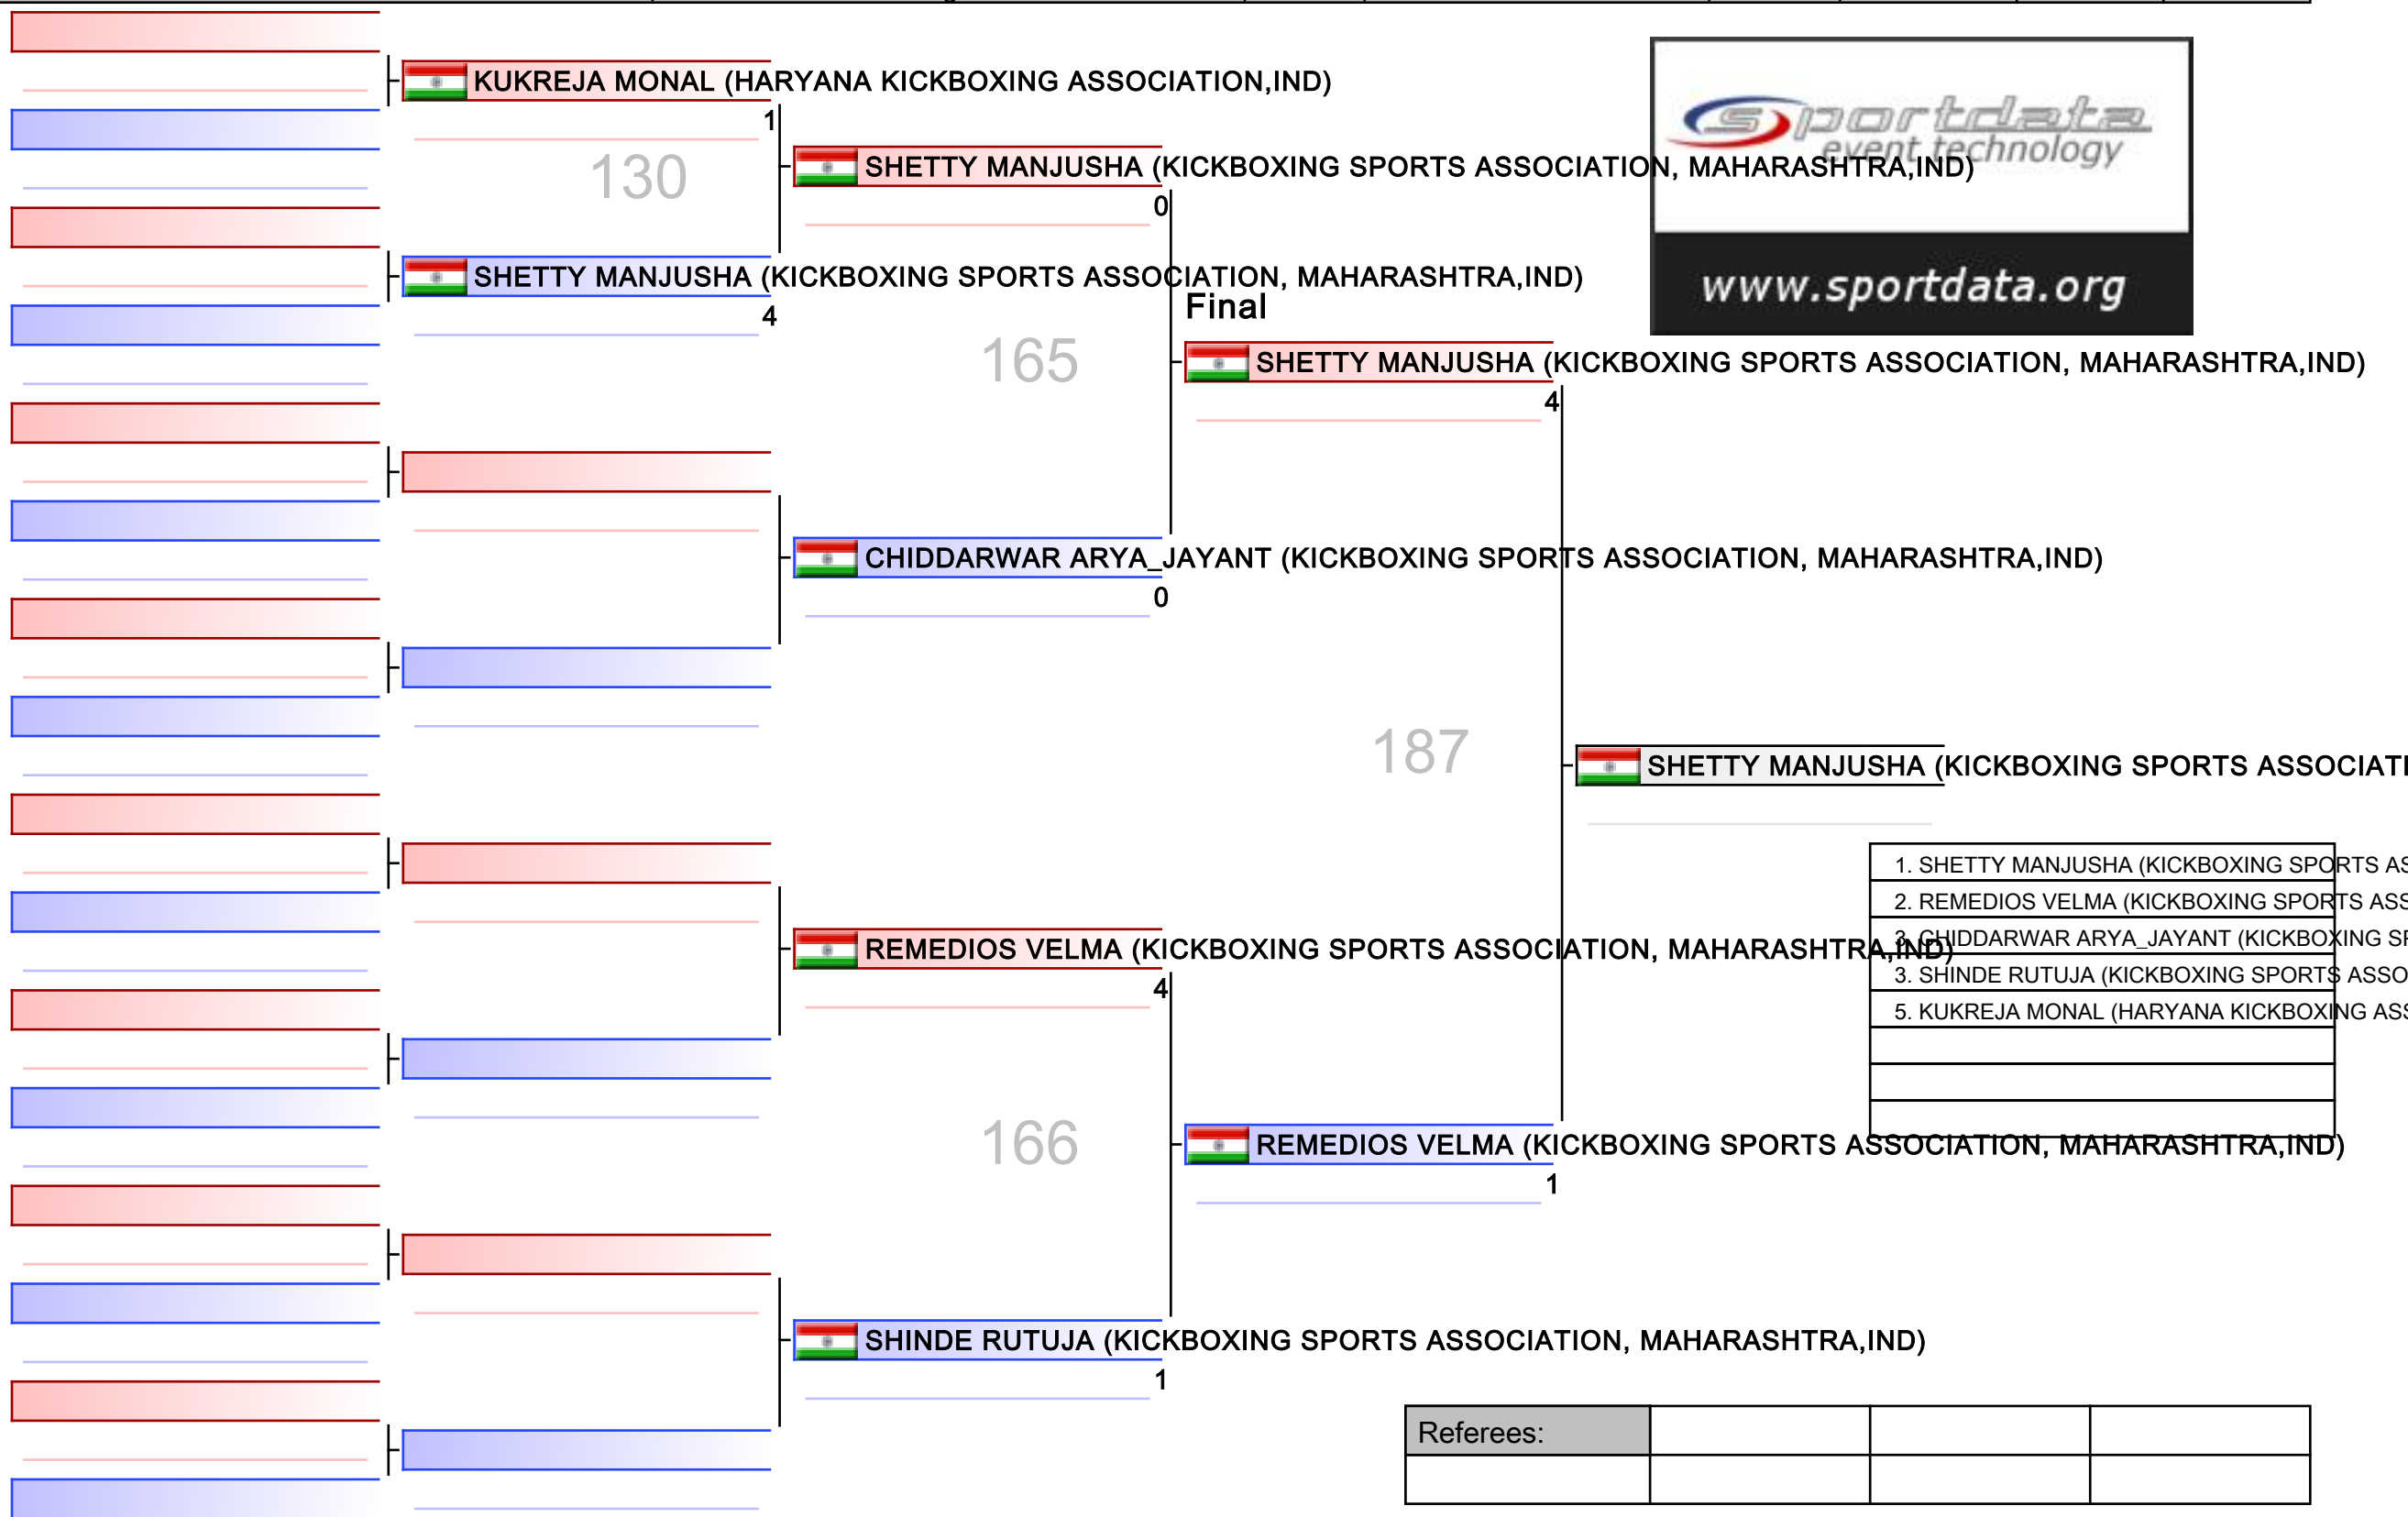 KUKREJA MONAL (HARYANA KICKBOXING ASSOCIATION,IND)
1
130
SHETTY MANJUSHA (KICKBOXING SPORTS ASSOCIATION, MAHARASHTRA,IND)
4
SHETTY MANJUSHA (KICKBOXING SPORTS ASSOCIATION, MAHARASHTRA,IND)
0
165
CHIDDARWAR ARYA_JAYANT (KICKBOXING SPORTS ASSOCIATION, MAHARASHTRA,IND)
0
REMEDIOS VELMA (KICKBOXING SPORTS ASSOCIATION, MAHARASHTRA,IND)
4
166
SHINDE RUTUJA (KICKBOXING SPORTS ASSOCIATION, MAHARASHTRA,IND)
1
Final
SHETTY MANJUSHA (KICKBOXING SPORTS ASSOCIATION, MAHARASHTRA,IND)
4
187
REMEDIOS VELMA (KICKBOXING SPORTS ASSOCIATION, MAHARASHTRA,IND)
1
SHETTY MANJUSHA (KICKBOXING SPORTS ASSOCIATI
sportdata
event technology
www.sportdata.org
1. SHETTY MANJUSHA (KICKBOXING SPORTS AS
2. REMEDIOS VELMA (KICKBOXING SPORTS ASS
3. CHIDDARWAR ARYA_JAYANT (KICKBOXING SP
3. SHINDE RUTUJA (KICKBOXING SPORTS ASSO
5. KUKREJA MONAL (HARYANA KICKBOXING ASS
Referees: